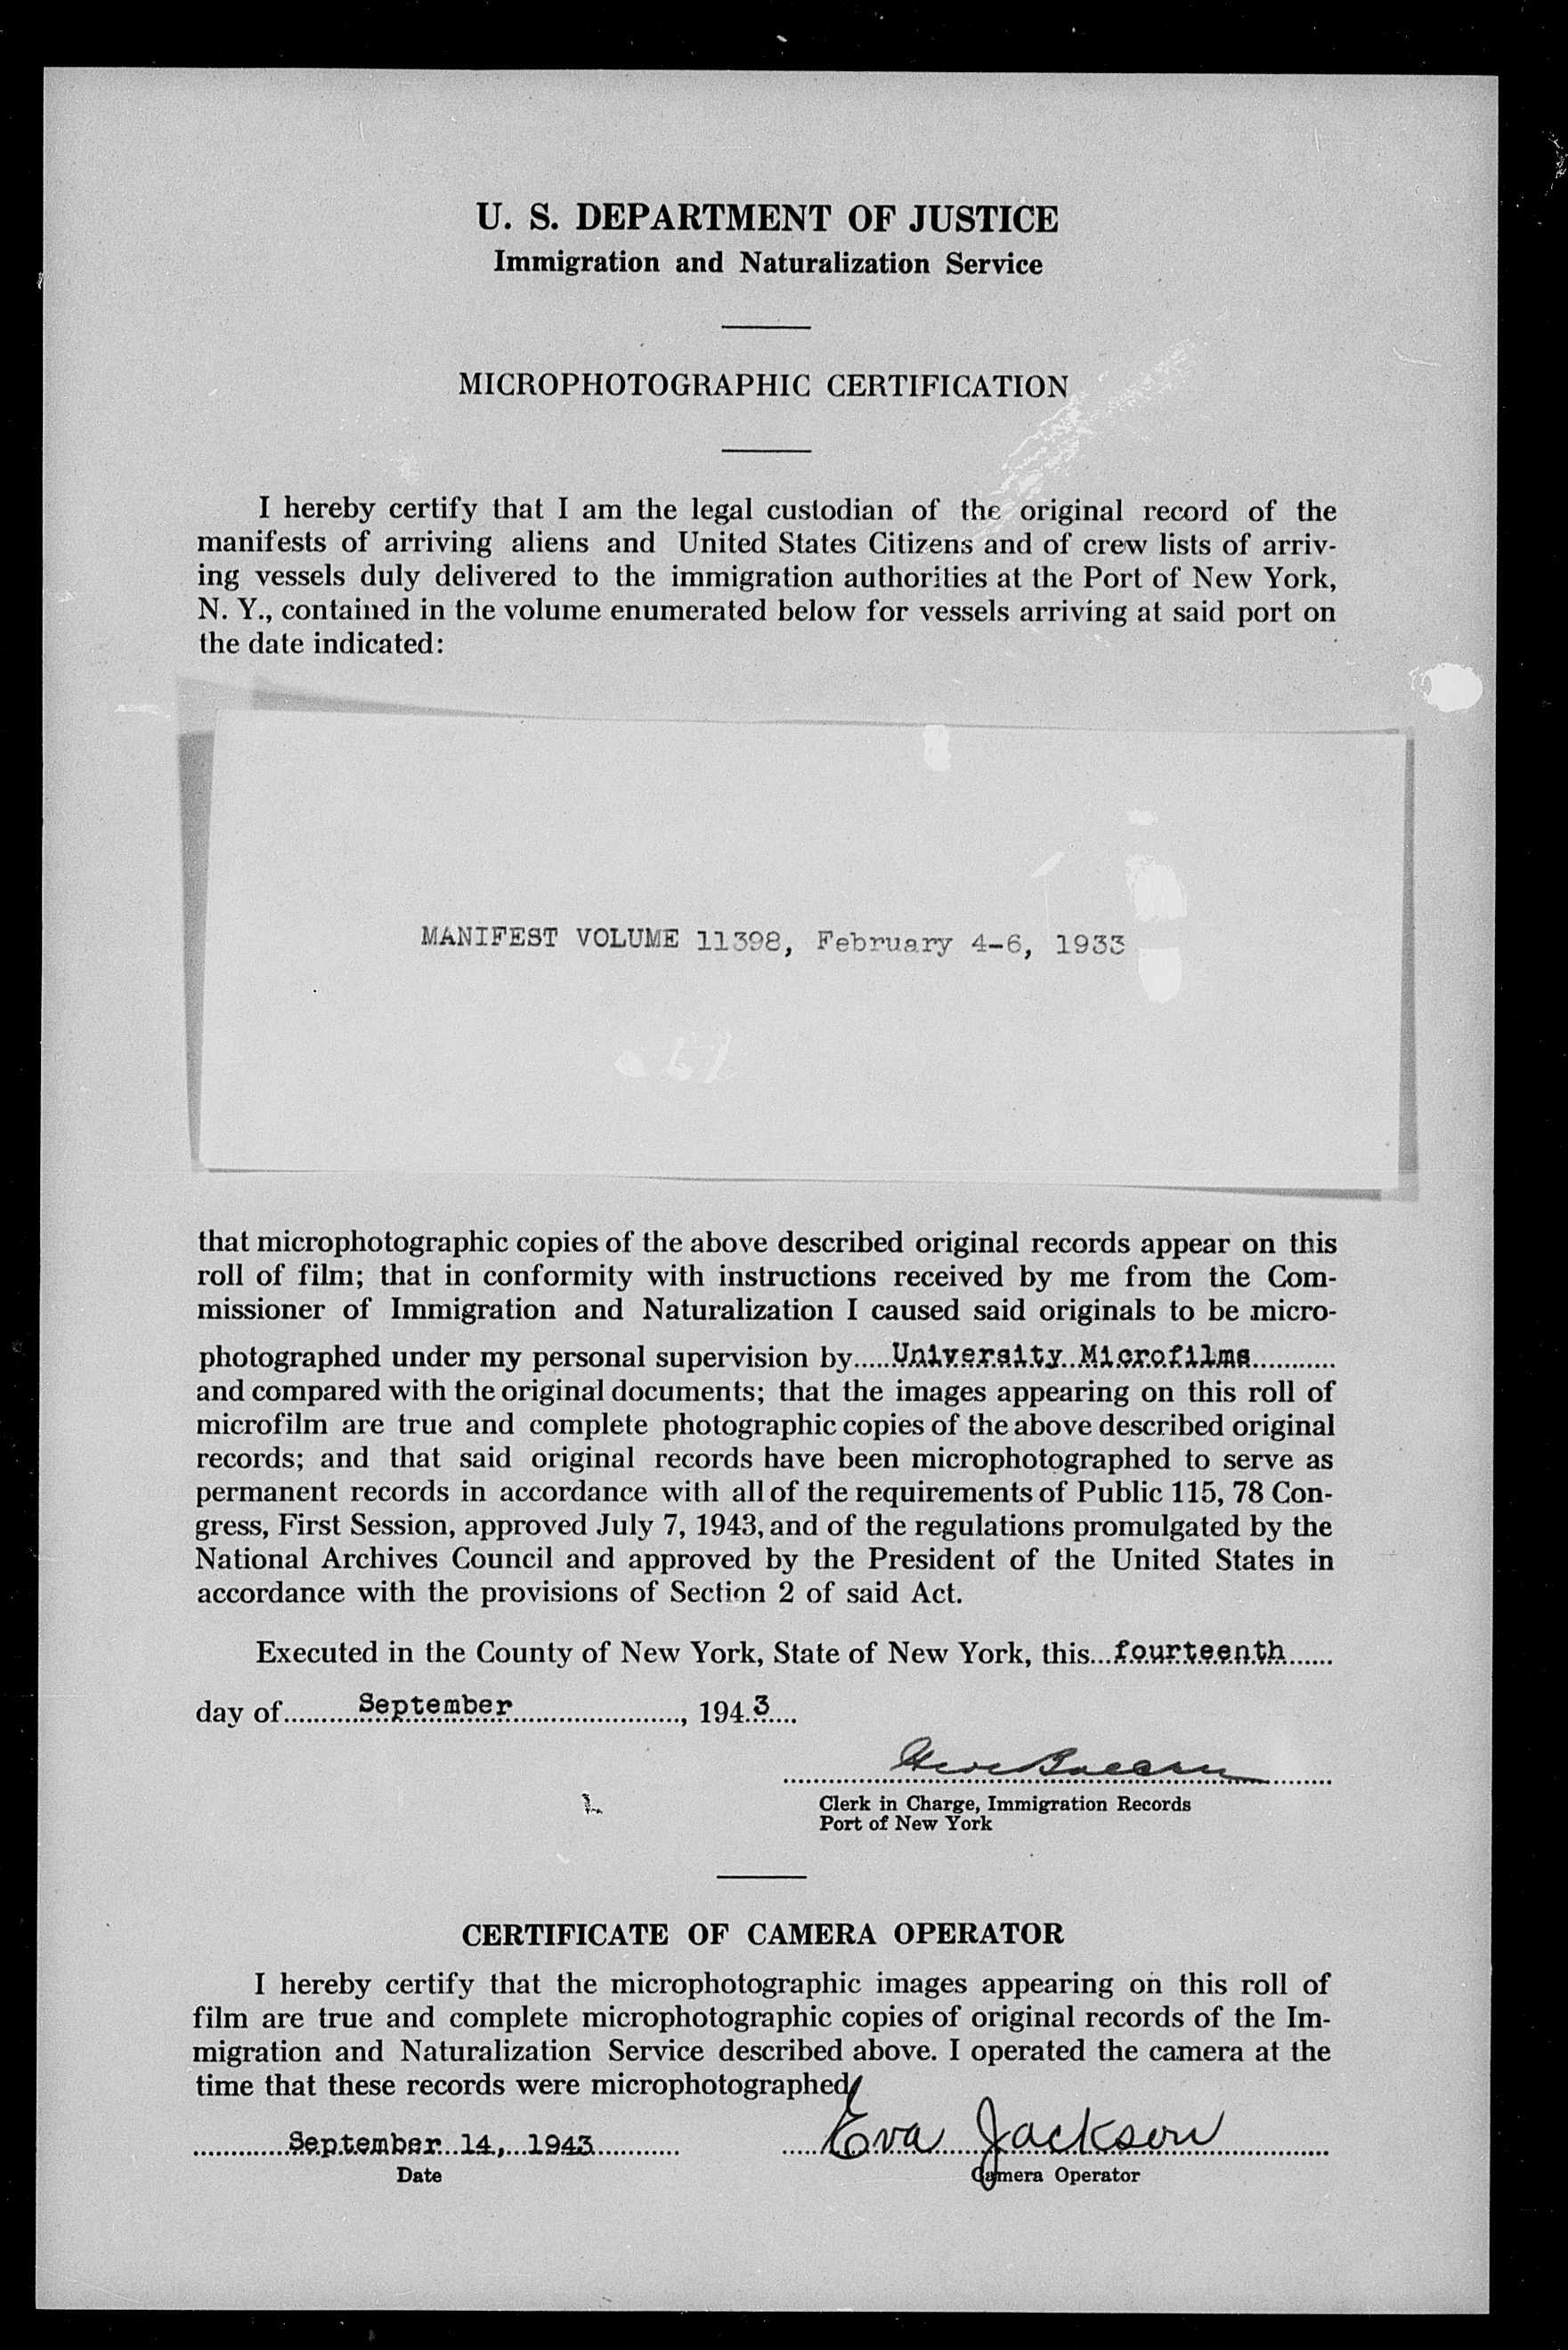 U. S. DEPARTMENT OF JUSTICE
Immigration and Naturalization Service
MICROPHOTOGRAPHIC CERTIFICATION
I hereby certify that I am the legal custodian of the original record of the
manifests of arriving aliens and United States Citizens and of crew lists of arriv-
ing vessels duly delivered to the immigration authorities at the Port of New York,
N. Y., contained in the volume enumerated below for vessels arriving at said port on
the date indicated:
MANIFEST VOLUME 11398, February 4-6, 1933
that microphotographic copies of the above described original records appear on this
roll of film; that in conformity with instructions received by me from the Com-
missioner of Immigration and Naturalization I caused said originals to be micro-
photographed under my personal supervision by.....University Microfilms...........
and compared with the original documents; that the images appearing on this roll of
microfilm are true and complete photographic copies of the above described original
records; and that said original records have been microphotographed to serve as
permanent records in accordance with all of the requirements of Public 115, 78 Con-
gress, First Session, approved July 7, 1943, and of the regulations promulgated by the
National Archives Council and approved by the President of the United States in
accordance with the provisions of Section 2 of said Act.
Executed in the County of New York, State of New York, this...fourteenth......
day of..........September......................., 194.3....
Clerk in Charge, Immigration Records
Port of New York
CERTIFICATE OF CAMERA OPERATOR
I hereby certify that the microphotographic images appearing on this roll of
film are true and complete microphotographic copies of original records of the Im-
migration and Naturalization Service described above. I operated the camera at the
time that these records were microphotographed
September 14, 1943 Eva Jackson
Date Camera Operator